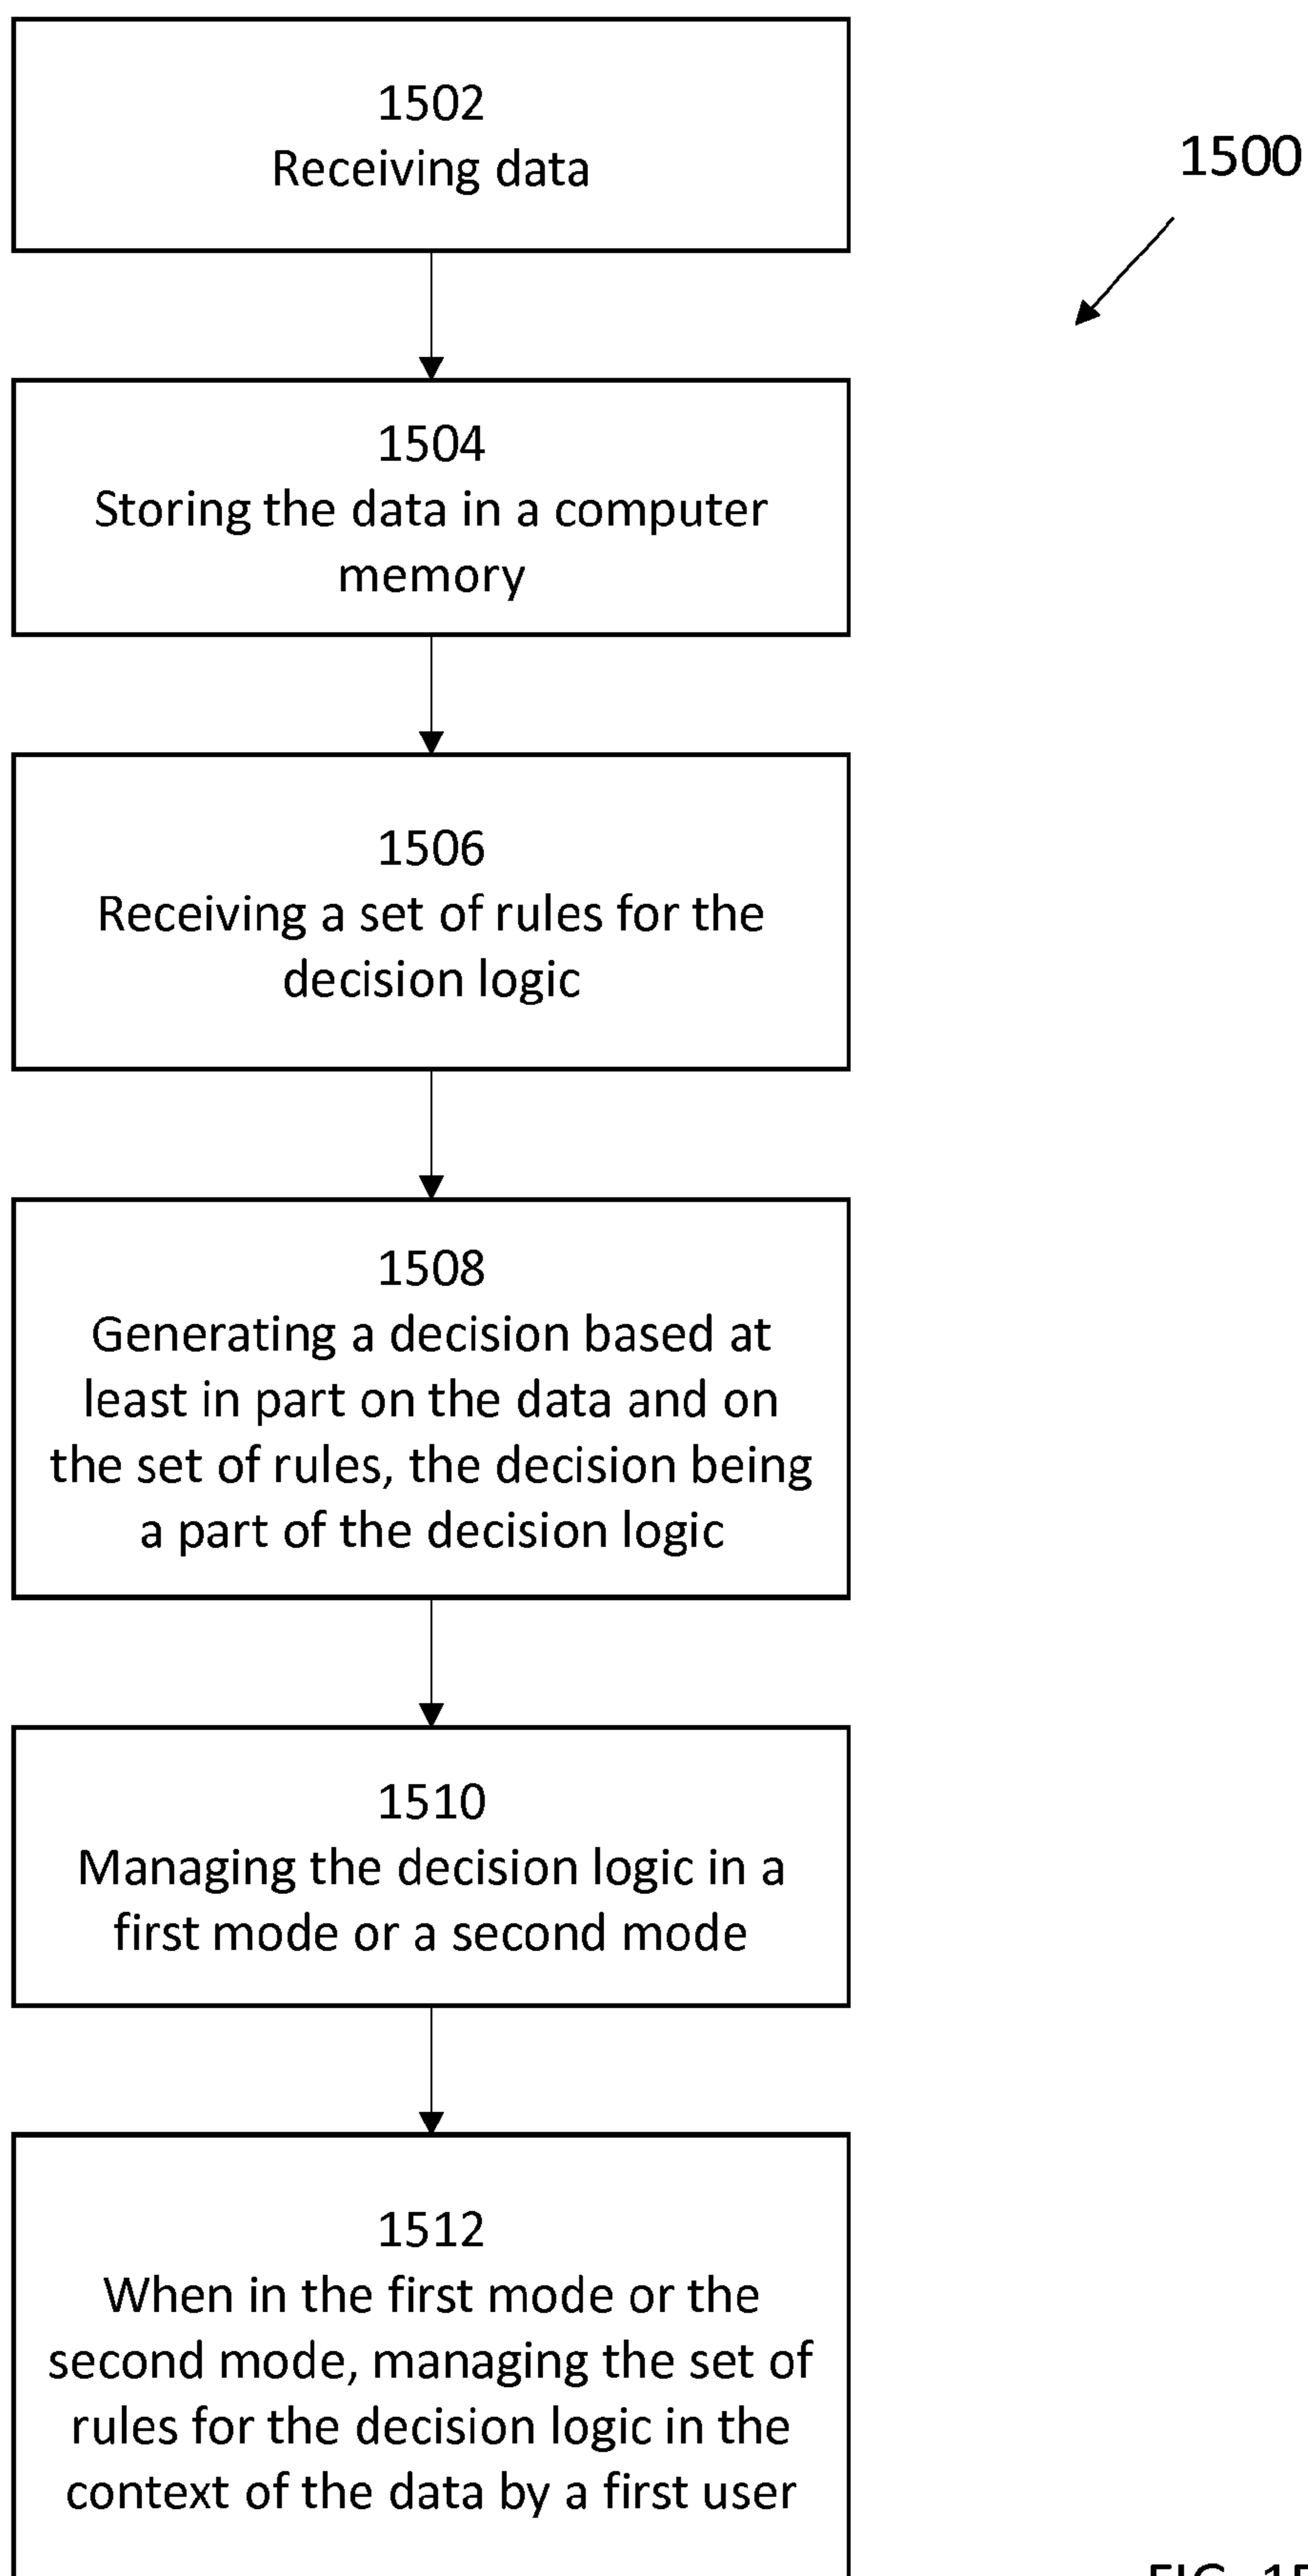 1502
Receiving data
1500
1504
Storing the data in a computer
memory
1506
Receiving a set of rules for the
decision logic
1508
Generating a decision based at
least in part on the data and on
the set of rules, the decision being
a part of the decision logic
1510
Managing the decision logic in a
first mode or a second mode
1512
When in the first mode or the
second mode, managing the set of
rules for the decision logic in the
context of the data by a first user
FIG.